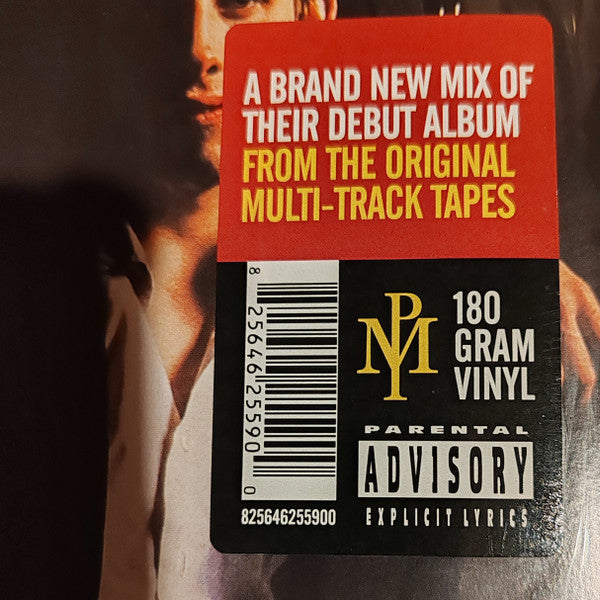 A BRAND NEW MIX OF
THEIR DEBUT ALBUM
FROM THE ORIGINAL
MULTI-TRACK TAPES
8 25646 25590 0
825646255900
PMI
180
GRAM
VINYL
PARENTAL
ADVISORY
EXPLICIT LYRICS